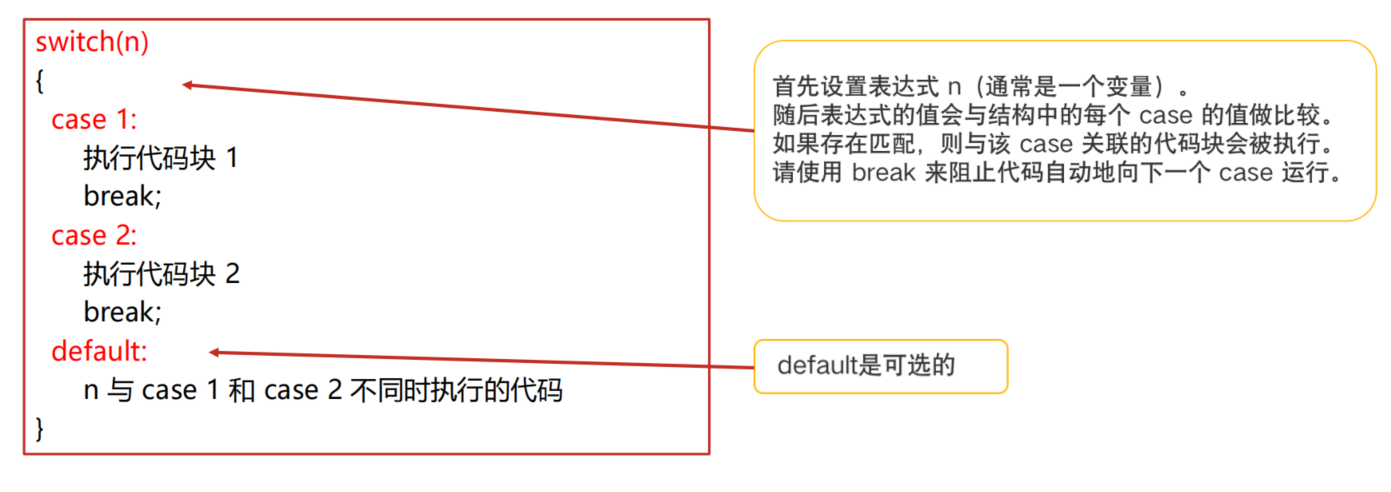 switch(n)
{
case 1:
执行代码块 1
break;
case 2:
执行代码块 2
break;
default:
n 与 case 1 和 case 2 不同时执行的代码
}
首先设置表达式 n（通常是一个变量）。
随后表达式的值会与结构中的每个 case 的值做比较。
如果存在匹配，则与该 case 关联的代码块会被执行。
请使用 break 来阻止代码自动地向下一个 case 运行。
default是可选的